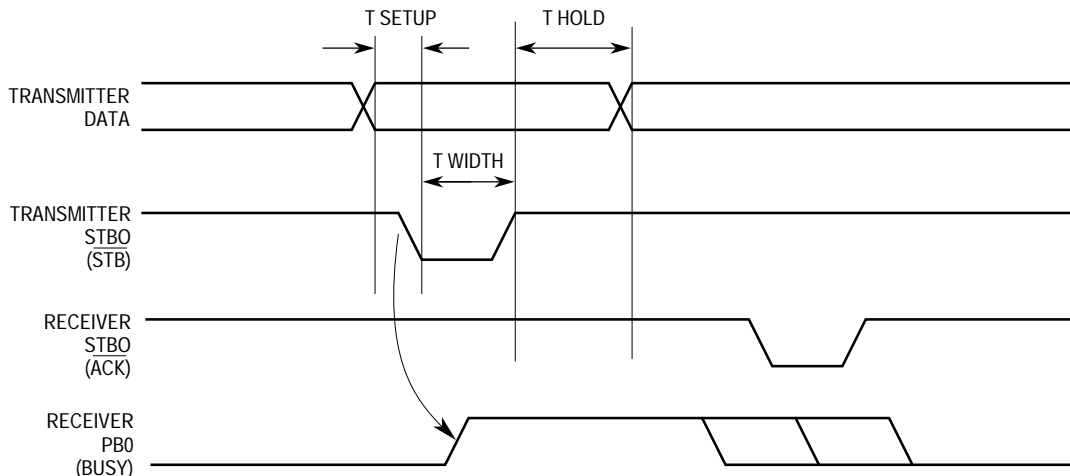 T SETUP
T HOLD
TRANSMITTER
DATA
T WIDTH
TRANSMITTER
STBO
(STB)
RECEIVER
STBO
(ACK)
RECEIVER
PB0
(BUSY)